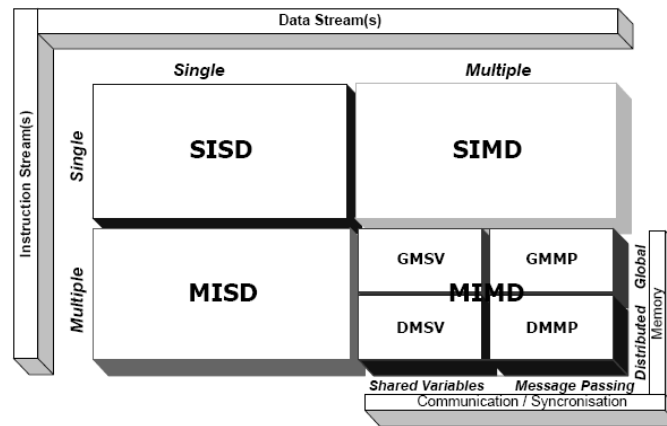 Data Stream(s)
Single Multiple
Instruction Stream(s)
Single
SISD SIMD
Multiple
MISD MIMD
GMSV GMMP
DMSV DMMP
Global
Distributed
Memory
Shared Variables Message Passing
Communication / Syncronisation